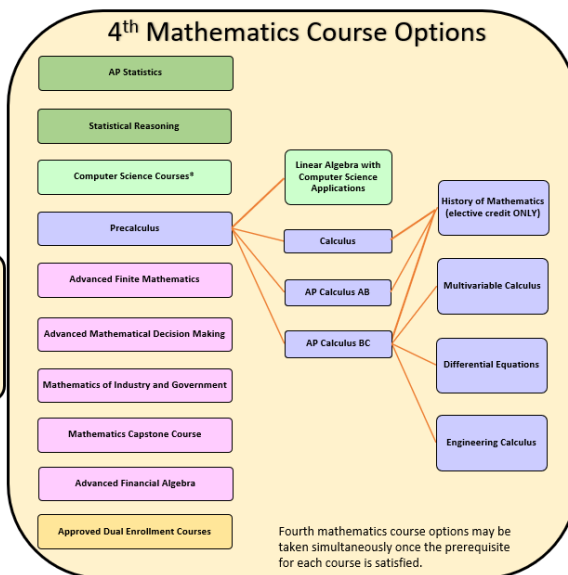 4th Mathematics Course Options
AP Statistics
Statistical Reasoning
Computer Science Courses*
Precalculus
Advanced Finite Mathematics
Advanced Mathematical Decision Making
Mathematics of Industry and Government
Mathematics Capstone Course
Advanced Financial Algebra
Approved Dual Enrollment Courses
Linear Algebra with
Computer Science
Applications
Calculus
AP Calculus AB
AP Calculus BC
History of Mathematics
(elective credit ONLY)
Multivariable Calculus
Differential Equations
Engineering Calculus
Fourth mathematics course options may be
taken simultaneously once the prerequisite
for each course is satisfied.